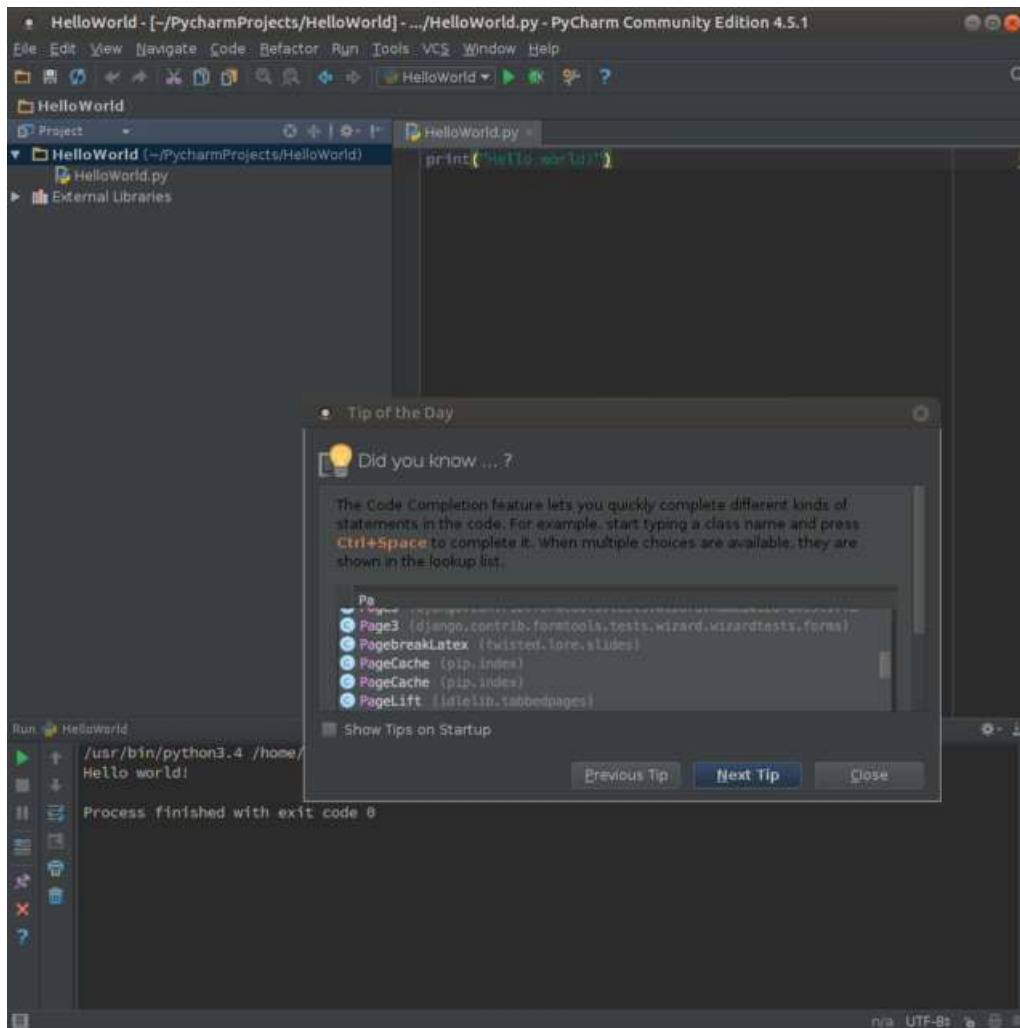 HelloWorld - [~/PycharmProjects/HelloWorld] - .../HelloWorld.py - PyCharm Community Edition 4.5.1
File Edit View Navigate Code Refactor Run Tools VCS Window Help
HelloWorld
HelloWorld
Project
HelloWorld.py
HelloWorld (~/PycharmProjects/HelloWorld)
HelloWorld.py
External Libraries
print("Hello world!")
Tip of the Day
Did you know ... ?
The Code Completion feature lets you quickly complete different kinds of
statements in the code. For example, start typing a class name and press
Ctrl+Space to complete it. When multiple choices are available, they are
shown in the lookup list.
Pa
Page3 (django.contrib.formtools.tests.wizard.wizardtests.forms)
PagebreakLatex (twisted.lore.slides)
PageCache (pip.index)
PageCache (pip.index)
PageLift (idlelib.tabbedpages)
Show Tips on Startup
Previous Tip Next Tip Close
Run HelloWorld
/usr/bin/python3.4 /home/
Hello world!
Process finished with exit code 0
n/a UTF-8